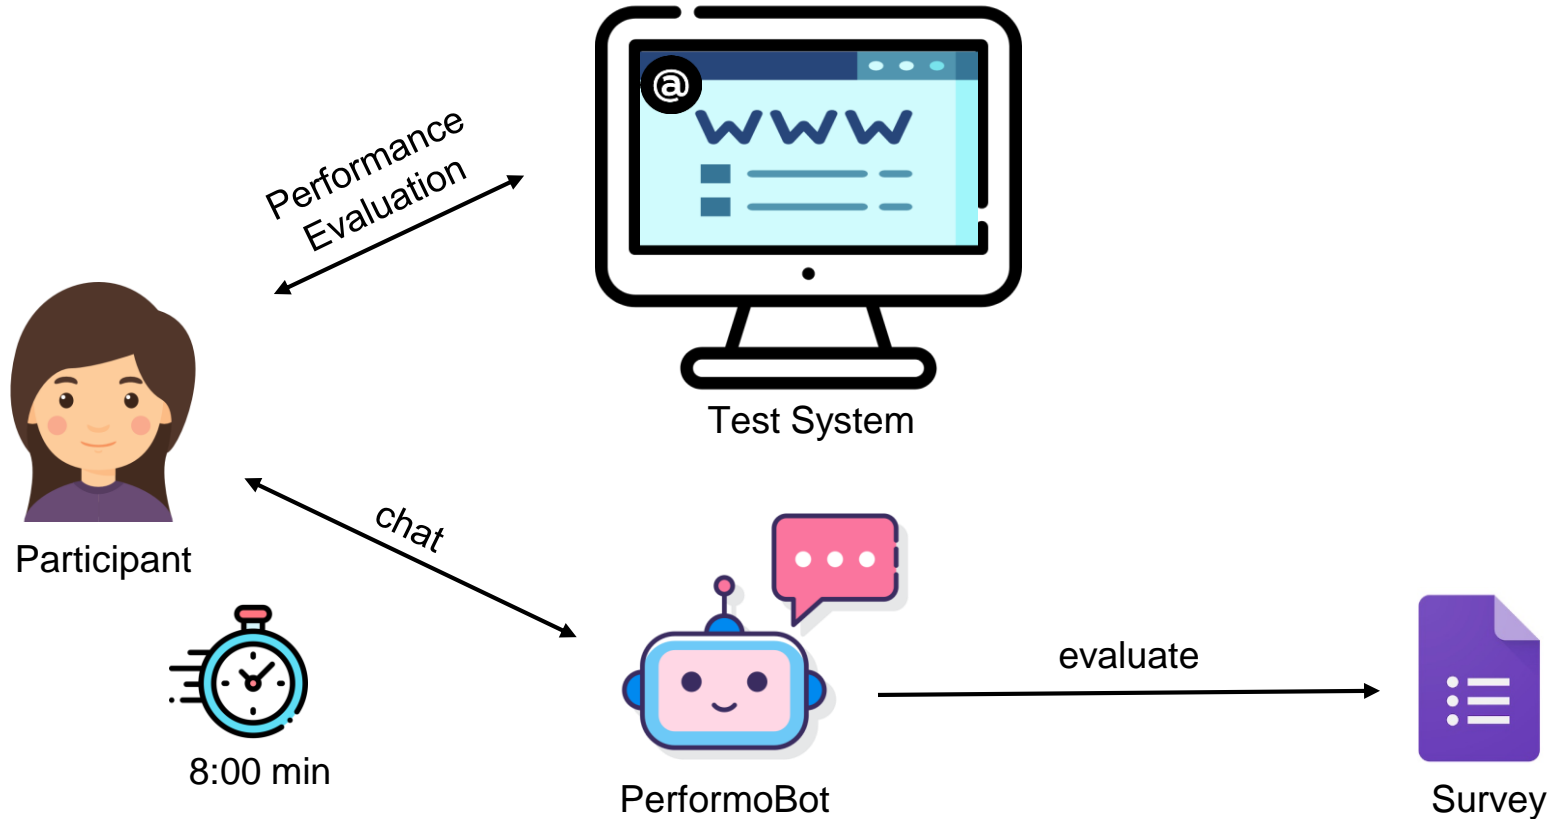 @
WWW
Performance
Evaluation
Test System
chat
Participant
evaluate
8:00 min
PerformoBot
Survey